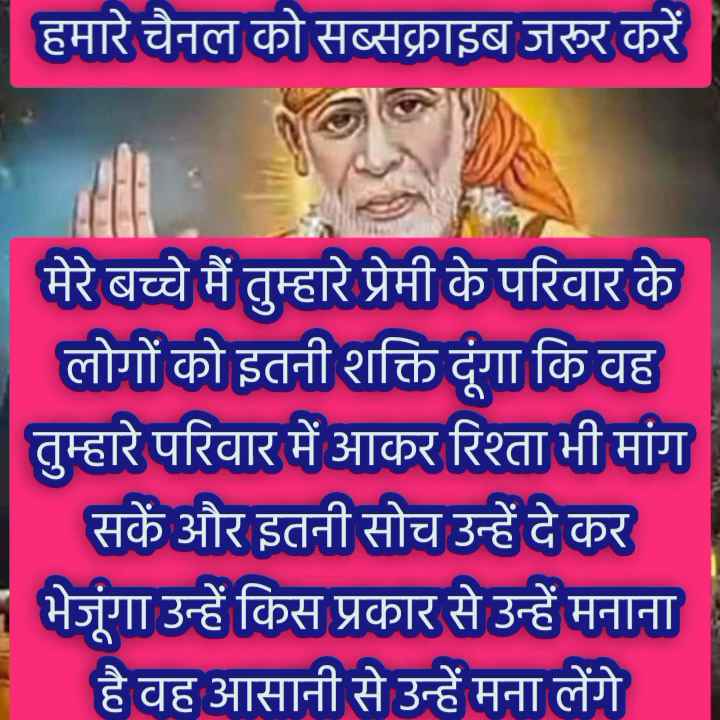 हमारे चैनल को सब्सक्राइब जरुर करें
मेरे बच्चे मैं तुम्हारे प्रेमी के परिवार के
लोगों को इतनी शक्ति दूंगा कि वह
तुम्हारे परिवार में आकर रिश्ता भी मांग
सकें और इतनी सोच उन्हें दे कर
भेजूंगा उन्हें किस प्रकार से उन्हें मनाना
है वह आसानी से उन्हें मना लेंगे